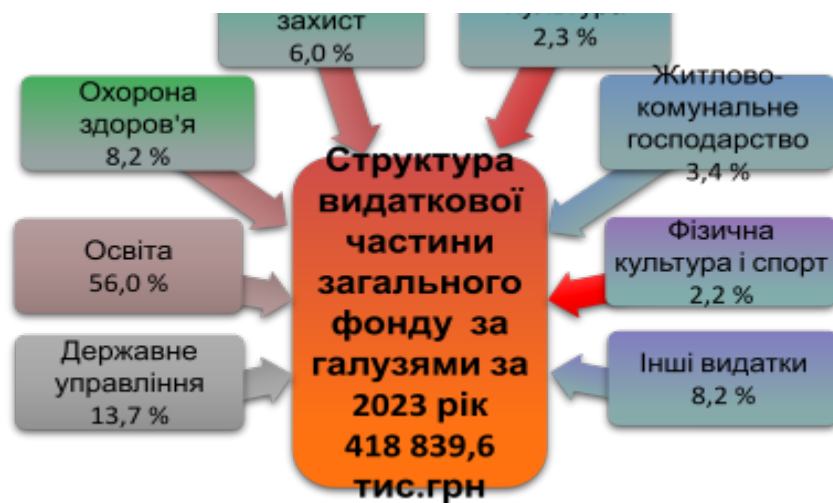 захист
6,0 %
2,3 %
Охорона
здоров'я
8,2 %
Житлово-
комунальне
господарство
3,4 %
Освіта
56,0 %
Структура
видаткової
частини
загального
фонду за
галузями за
2023 рік
418 839,6
тис.грн
Фізична
культура і спорт
2,2 %
Державне
управління
13,7 %
Інші видатки
8,2 %